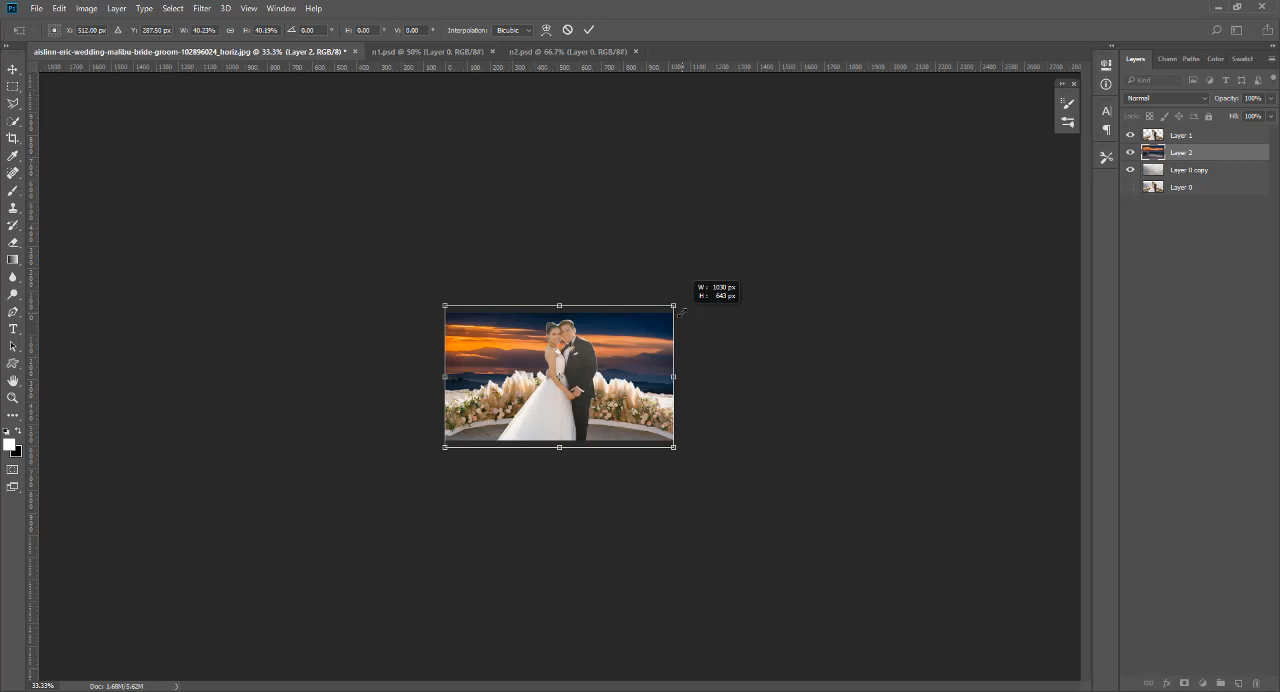 Ps File Edit Image Layer Type Select Filter 3D View Window Help
X: 512.00 px Y: 287.50 px W: 40.23% H: 40.19% 0.00 ° H: 0.00 ° V: 0.00 ° Interpolation: Bicubic
aislinn-eric-wedding-malibu-bride-groom-102896024_horiz.jpg @ 33.3% (Layer 2, RGB/8) * × n1.psd @ 50% (Layer 0, RGB/8#) × n2.psd @ 66.7% (Layer 0, RGB/8#) ×
Layers Chann Paths Color Swatch
Kind
Normal Opacity: 100%
Lock: Fill: 100%
Layer 1
Layer 2
Layer 0 copy
Layer 0
W: 1030 px
H: 643 px
33.33% Doc: 1.68M/5.62M